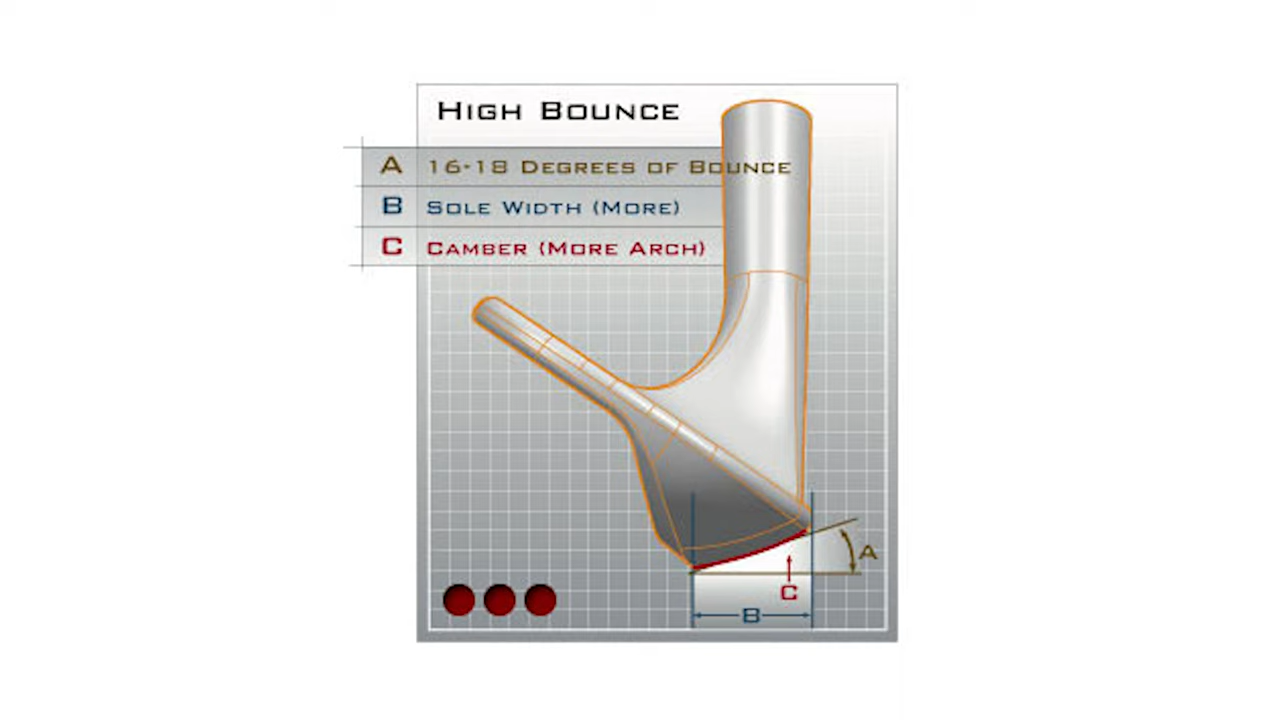 HIGH BOUNCE
A 16-18 DEGREES OF BOUNCE
B SOLE WIDTH (MORE)
C CAMBER (MORE ARCH)
A
C
B